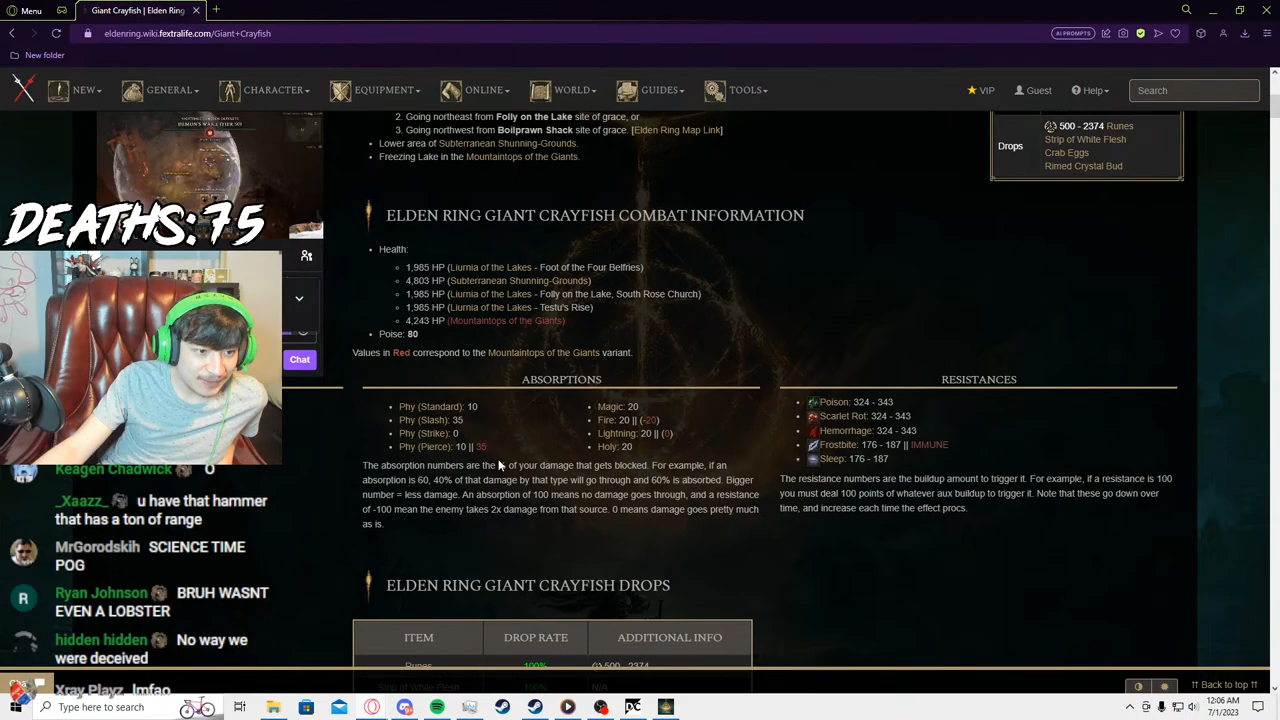 Menu
Giant Crayfish | Elden Ring
eldenring.wiki.fextralife.com/Giant+Crayfish
AI PROMPTS
New folder
NEW
GENERAL
CHARACTER
EQUIPMENT
ONLINE
WORLD
GUIDES
TOOLS
VIP
Guest
Help
Search
2. Going northeast from Folly on the Lake site of grace, or
3. Going northwest from Boilprawn Shack site of grace. [Elden Ring Map Link]
Lower area of Subterranean Shunning-Grounds.
Freezing Lake in the Mountaintops of the Giants.
Drops
500 - 2374 Runes
Strip of White Flesh
Crab Eggs
Rimed Crystal Bud
DEATHS:75
ELDEN RING GIANT CRAYFISH COMBAT INFORMATION
Health:
1,985 HP (Liurnia of the Lakes - Foot of the Four Belfries)
4,803 HP (Subterranean Shunning-Grounds)
1,985 HP (Liurnia of the Lakes - Folly on the Lake, South Rose Church)
1,985 HP (Liurnia of the Lakes - Testu's Rise)
4,243 HP (Mountaintops of the Giants)
Poise: 80
Values in Red correspond to the Mountaintops of the Giants variant.
Chat
ABSORPTIONS
Phy (Standard): 10
Phy (Slash): 35
Phy (Strike): 0
Phy (Pierce): 10 || 35
Magic: 20
Fire: 20 || (-20)
Lightning: 20 || (0)
Holy: 20
The absorption numbers are the of your damage that gets blocked. For example, if an
absorption is 60, 40% of that damage by that type will go through and 60% is absorbed. Bigger
number = less damage. An absorption of 100 means no damage goes through, and a resistance
of -100 mean the enemy takes 2x damage from that source. 0 means damage goes pretty much
as is.
RESISTANCES
Poison: 324 - 343
Scarlet Rot: 324 - 343
Hemorrhage: 324 - 343
Frostbite: 176 - 187 || IMMUNE
Sleep: 176 - 187
The resistance numbers are the buildup amount to trigger it. For example, if a resistance is 100
you must deal 100 points of whatever aux buildup to trigger it. Note that these go down over
time, and increase each time the effect procs.
Keagen Chadwick O
_Xaazz_ u have that hammer
that has a ton of range
MrGorodskih SCIENCE TIME
POG
Ryan Johnson BRUH WASNT
EVEN A LOBSTER
hidden hidden No way we
were deceived
Xray Playz lmfao
ELDEN RING GIANT CRAYFISH DROPS
ITEM
DROP RATE
ADDITIONAL INFO
Runes
100%
500 - 2374
Strip of White Flesh
100%
N/A
Back to top
Type here to search
12:06 AM
7/1/2023